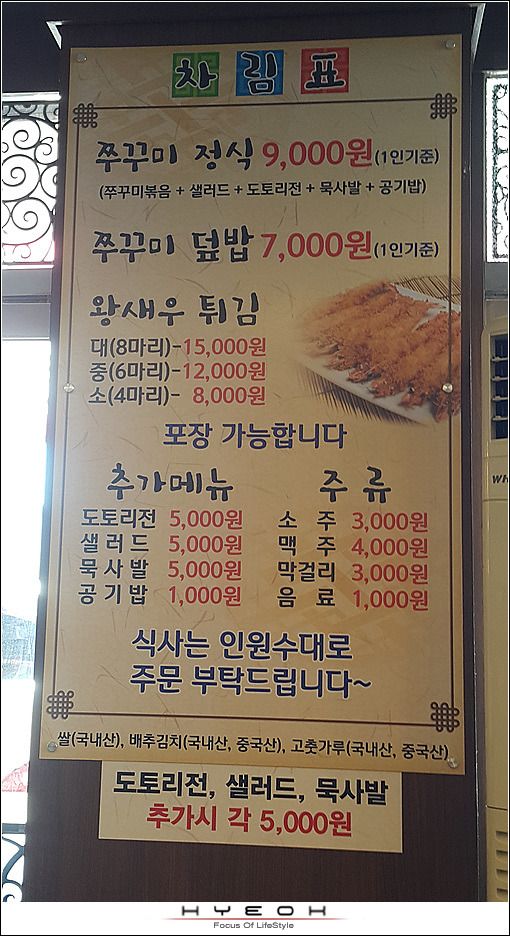 차림표
쭈꾸미 정식 9,000원(1인기준)
(쭈꾸미볶음 + 샐러드 + 도토리전 + 묵사발 + 공기밥)
쭈꾸미 덮밥 7,000원(1인기준)
왕새우 튀김
대(8마리)-15,000원
중(6마리)-12,000원
소(4마리)- 8,000원
포장 가능합니다
추가메뉴
도토리전 5,000원
샐러드 5,000원
묵사발 5,000원
공기밥 1,000원
주류
소주 3,000원
맥주 4,000원
막걸리 3,000원
음료 1,000원
식사는 인원수대로
주문 부탁드립니다~
쌀(국내산), 배추김치(국내산, 중국산), 고춧가루(국내산, 중국산)
도토리전, 샐러드, 묵사발
추가시 각 5,000원
HYEOH
Focus Of LifeStyle